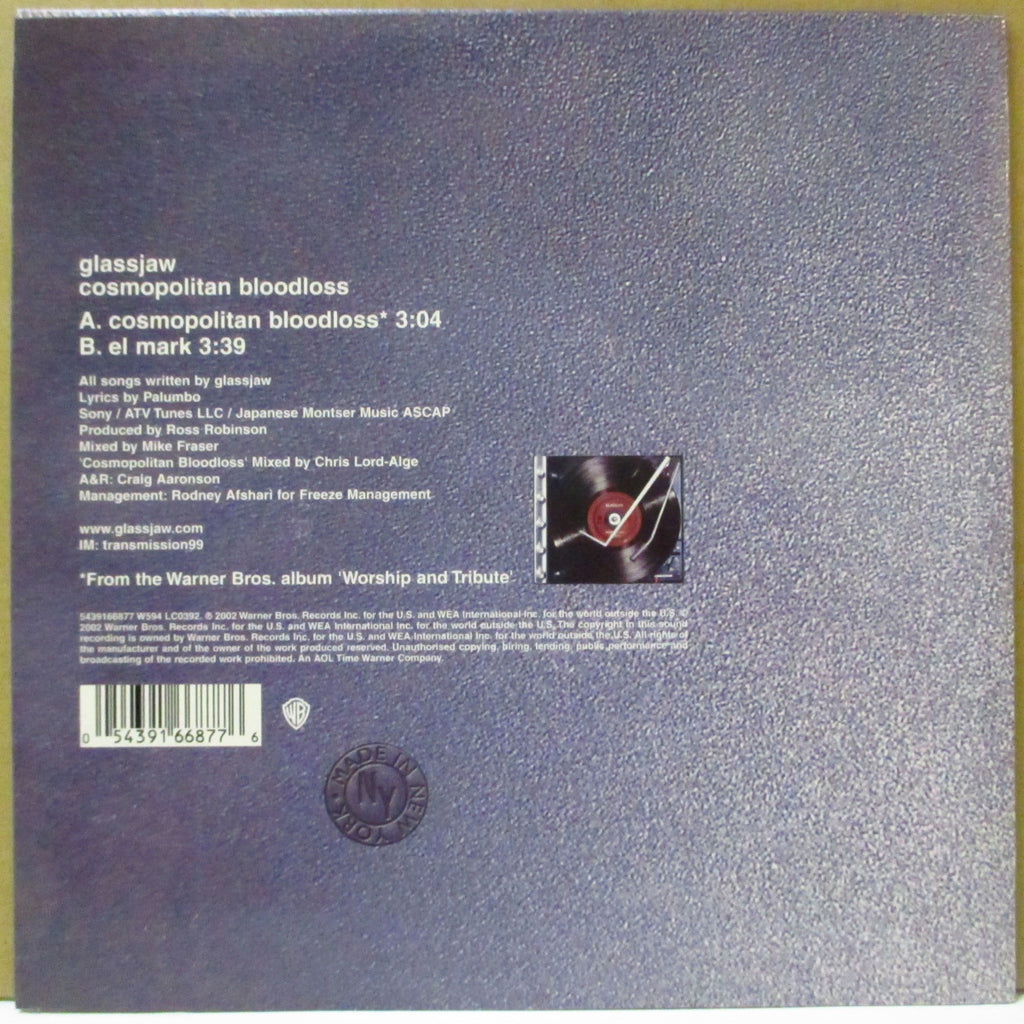 glassjaw
cosmopolitan bloodloss
A. cosmopolitan bloodloss* 3:04
B. el mark 3:39
All songs written by glassjaw
Lyrics by Palumbo
Sony / ATV Tunes LLC / Japanese Montser Music ASCAP
Produced by Ross Robinson
Mixed by Mike Fraser
'Cosmopolitan Bloodloss' Mixed by Chris Lord-Alge
A&R: Craig Aaronson
Management: Rodney Afshari for Freeze Management
www.glassjaw.com
IM: transmission99
*From the Warner Bros. album 'Worship and Tribute'
5439166877 W594 LC0392. ℗ 2002 Warner Bros. Records Inc. for the U.S. and WEA International Inc. for the world outside the U.S. ©
2002 Warner Bros. Records Inc. for the U.S. and WEA International Inc. for the world outside the U.S. The copyright in this sound
recording is owned by Warner Bros. Records Inc. for the U.S. and WEA International Inc. for the world outside the U.S. All rights of
the manufacturer and of the owner of the work produced reserved. Unauthorised copying, hiring, lending, public performance and
broadcasting of the recorded work prohibited. An AOL Time Warner Company.
0 54391 66877 6
WB
MADE IN NEW YORK
NY